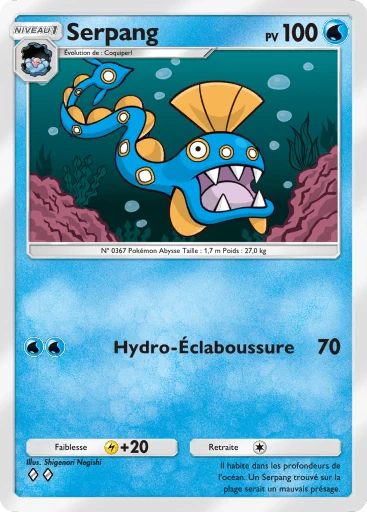 NIVEAU 1
Serpang
PV 100
Évolution de : Coquiperl
N° 0367 Pokémon Abysse Taille : 1,7 m Poids : 27,0 kg
Hydro-Éclaboussure 70
Faiblesse +20
Retraite
Illus. Shigenori Negishi
Il habite dans les profondeurs de
l'océan. Un Serpang trouvé sur la
plage serait un mauvais présage.